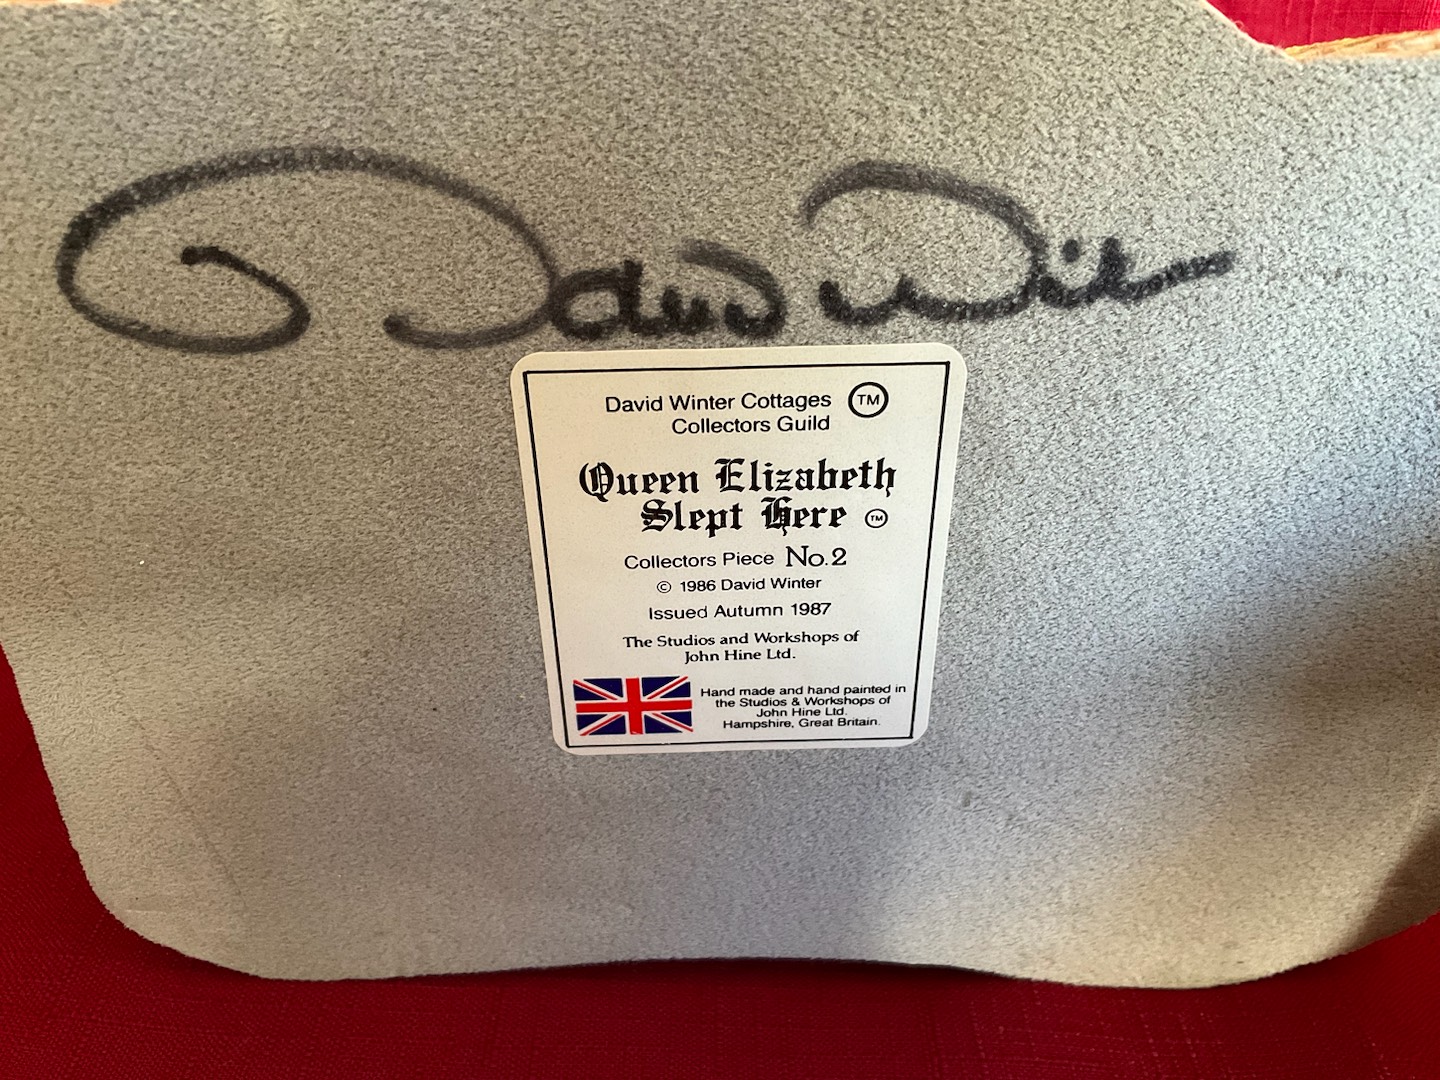 David Winter
David Winter Cottages TM
Collectors Guild
Queen Elizabeth
Slept Here TM
Collectors Piece No.2
© 1986 David Winter
Issued Autumn 1987
The Studios and Workshops of
John Hine Ltd.
Hand made and hand painted in
the Studios & Workshops of
John Hine Ltd.
Hampshire, Great Britain.